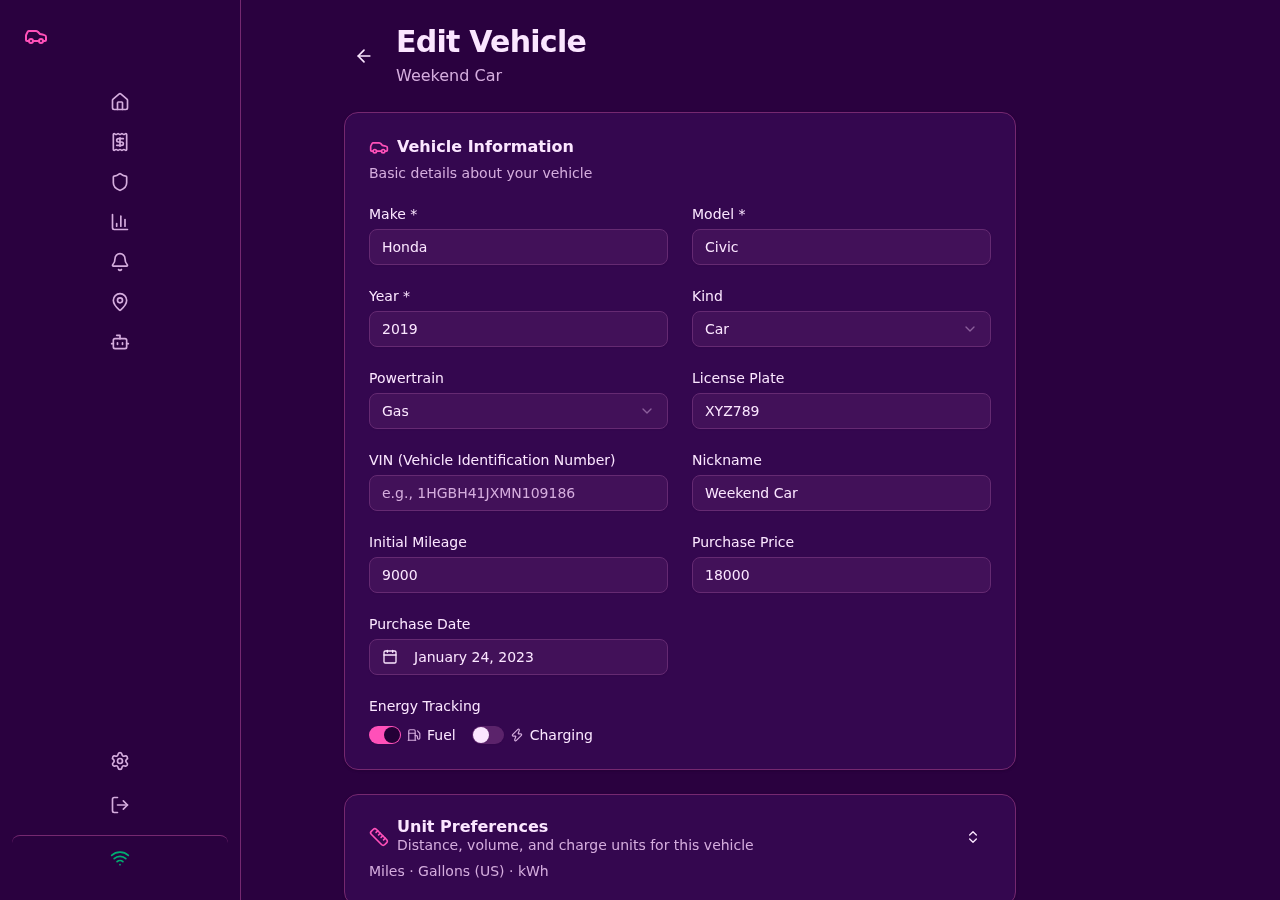 Edit Vehicle
Weekend Car
Vehicle Information
Basic details about your vehicle
Make *
Model *
Honda
Civic
Year *
Kind
2019
Car
Powertrain
License Plate
Gas
XYZ789
VIN (Vehicle Identification Number)
Nickname
e.g., 1HGBH41JXMN109186
Weekend Car
Initial Mileage
Purchase Price
9000
18000
Purchase Date
January 24, 2023
Energy Tracking
Fuel
Charging
Unit Preferences
Distance, volume, and charge units for this vehicle
Miles · Gallons (US) · kWh